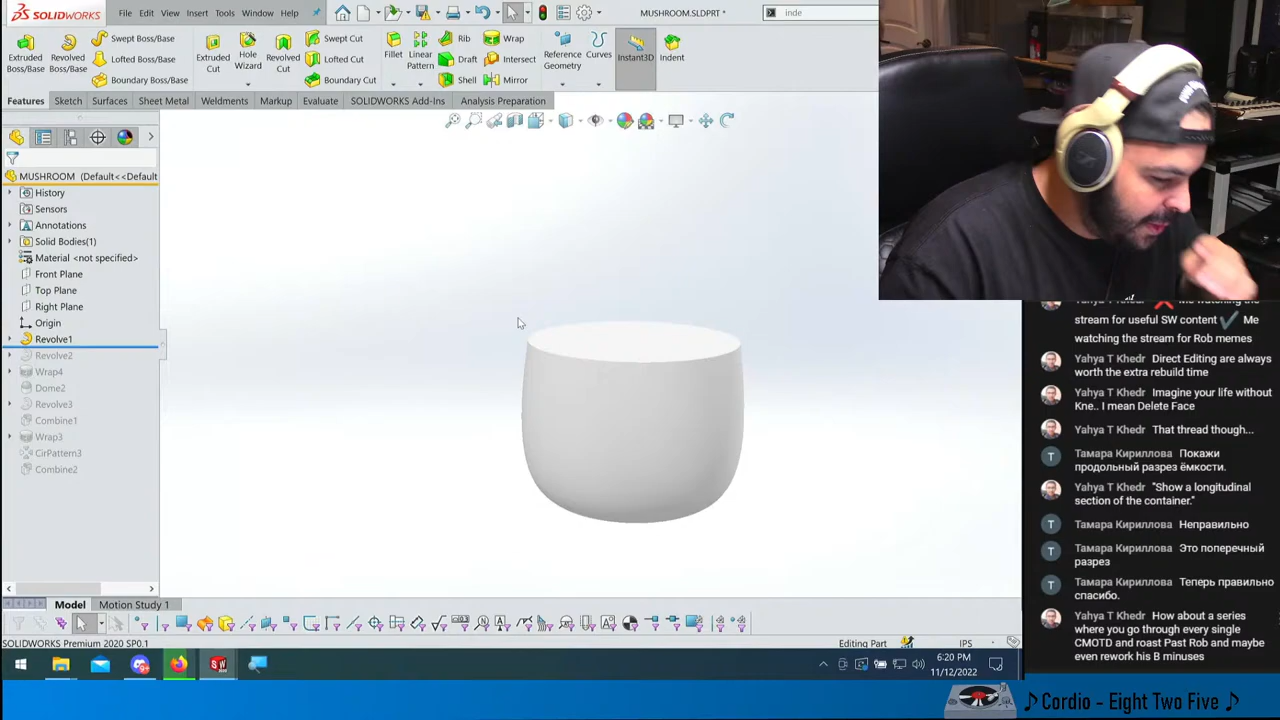 SOLIDWORKS File Edit View Insert Tools Window Help MUSHROOM.SLDPRT * inde
Extruded Boss/Base Revolved Boss/Base Swept Boss/Base Lofted Boss/Base Boundary Boss/Base Extruded Cut Hole Wizard Revolved Cut Swept Cut Lofted Cut Boundary Cut Fillet Linear Pattern Rib Draft Shell Wrap Intersect Mirror Reference Geometry Curves Instant3D Indent
Features Sketch Surfaces Sheet Metal Weldments Markup Evaluate SOLIDWORKS Add-Ins Analysis Preparation
MUSHROOM (Default<<Default
History
Sensors
Annotations
Solid Bodies(1)
Material <not specified>
Front Plane
Top Plane
Right Plane
Origin
Revolve1
Revolve2
Wrap4
Dome2
Revolve3
Combine1
Wrap3
CirPattern3
Combine2
Model Motion Study 1
SOLIDWORKS Premium 2020 SP0.1 Editing Part IPS
6:20 PM
11/12/2022
Me watching the
stream for useful SW content ✔ Me
watching the stream for Rob memes
Yahya T Khedr Direct Editing are always
worth the extra rebuild time
Yahya T Khedr Imagine your life without
Kne.. I mean Delete Face
Yahya T Khedr That thread though...
Тамара Кириллова Покажи
продольный разрез ёмкости.
Yahya T Khedr "Show a longitudinal
section of the container."
Тамара Кириллова Неправильно
Тамара Кириллова Это поперечный
разрез
Тамара Кириллова Теперь правильно
спасибо.
Yahya T Khedr How about a series
where you go through every single
CMOTD and roast Past Rob and maybe
even rework his B minuses
♪ Cordio - Eight Two Five ♪